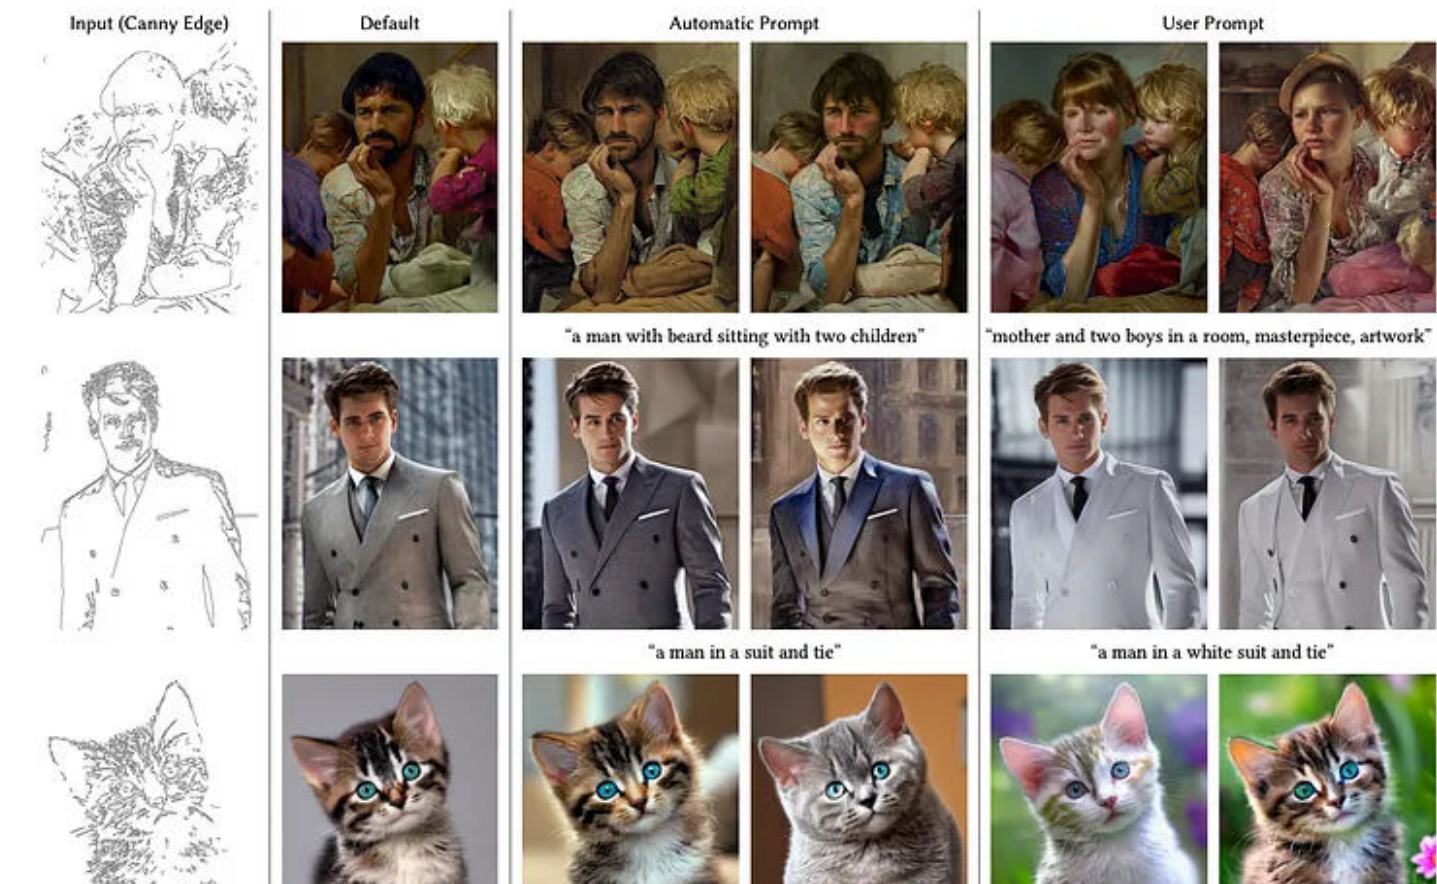 Input (Canny Edge)
Default
Automatic Prompt
User Prompt
“a man with beard sitting with two children”
“mother and two boys in a room, masterpiece, artwork”
“a man in a suit and tie”
“a man in a white suit and tie”